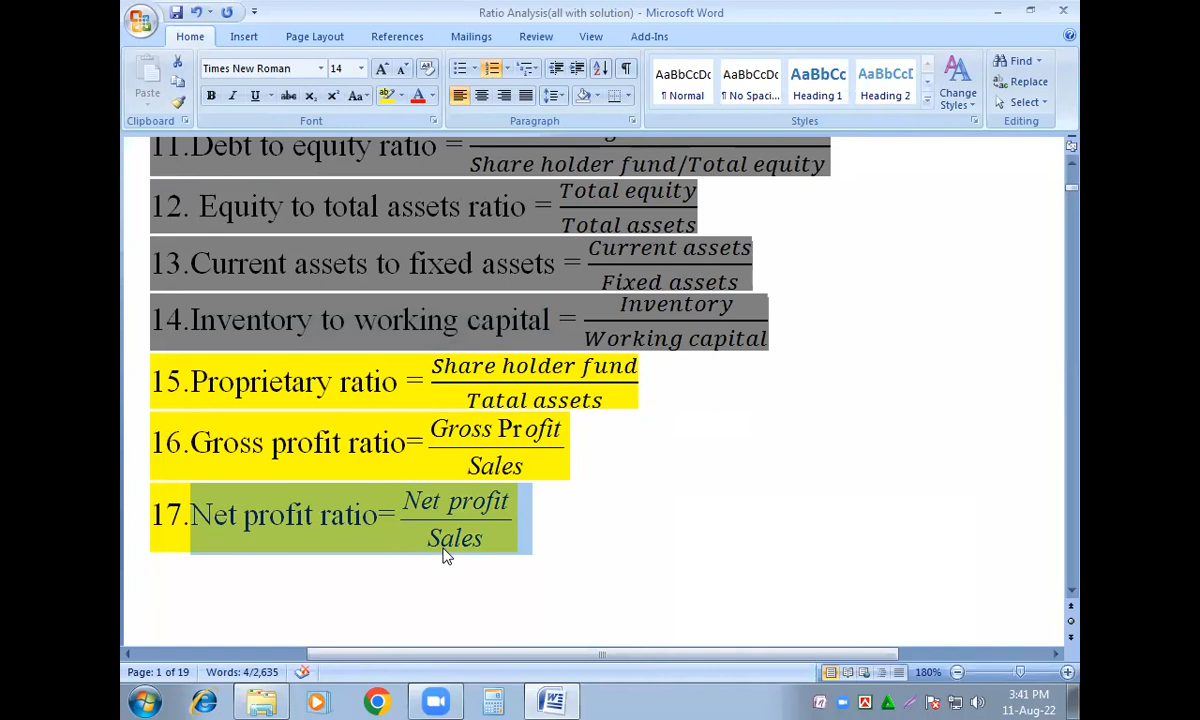 Ratio Analysis(all with solution) - Microsoft Word
Home Insert Page Layout References Mailings Review View Add-Ins
Paste
Clipboard
Times New Roman 14
Font
Paragraph
AaBbCcDc AaBbCcDc AaBbCc AaBbCcD
¶ Normal ¶ No Spaci... Heading 1 Heading 2
Change Styles
Styles
Find
Replace
Select
Editing
11.Debt to equity ratio =
Share holder fund/Total equity
12. Equity to total assets ratio = Total equity
Total assets
13.Current assets to fixed assets = Current assets
Fixed assets
14.Inventory to working capital = Inventory
Working capital
15.Proprietary ratio = Share holder fund
Tatal assets
16.Gross profit ratio= Gross Profit
Sales
17.Net profit ratio= Net profit
Sales
Page: 1 of 19 Words: 4/2,635 180%
3:41 PM
11-Aug-22